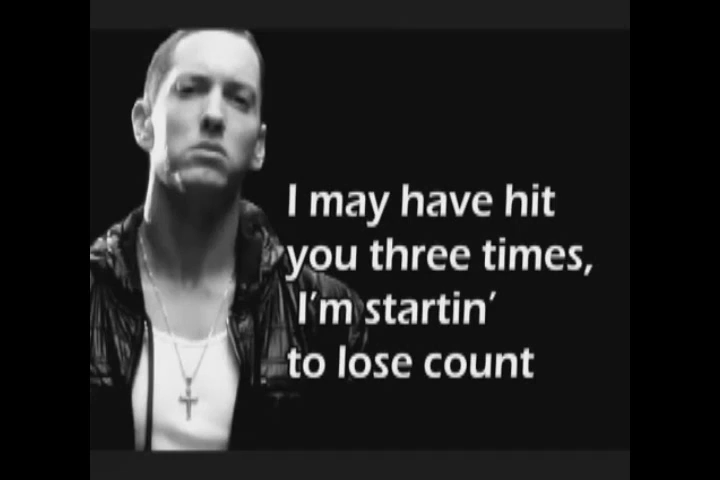 I may have hit
you three times,
I'm startin'
to lose count